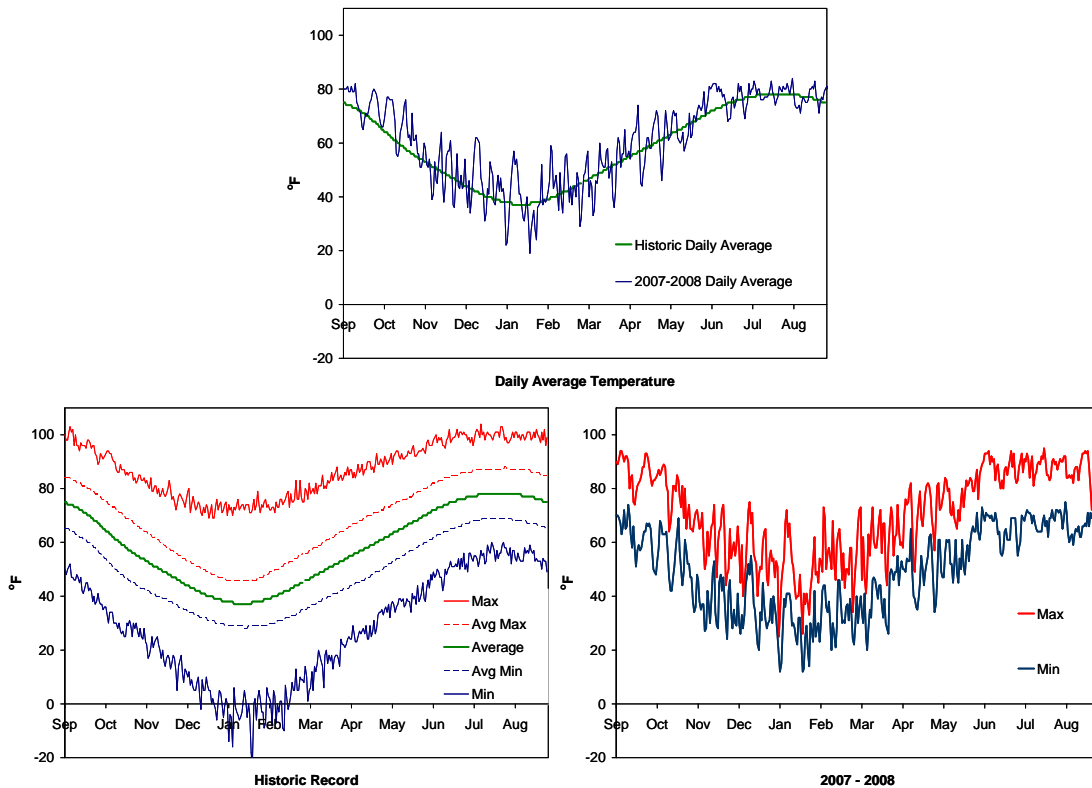 100
80
60
40
20
0
-20
°F
Sep Oct Nov Dec Jan Feb Mar Apr May Jun Jul Aug
Historic Daily Average
2007-2008 Daily Average
Daily Average Temperature
100
80
60
40
20
0
-20
°F
Sep Oct Nov Dec Jan Feb Mar Apr May Jun Jul Aug
Max
Avg Max
Average
Avg Min
Min
Historic Record
100
80
60
40
20
0
-20
°F
Sep Oct Nov Dec Jan Feb Mar Apr May Jun Jul Aug
Max
Min
2007 - 2008